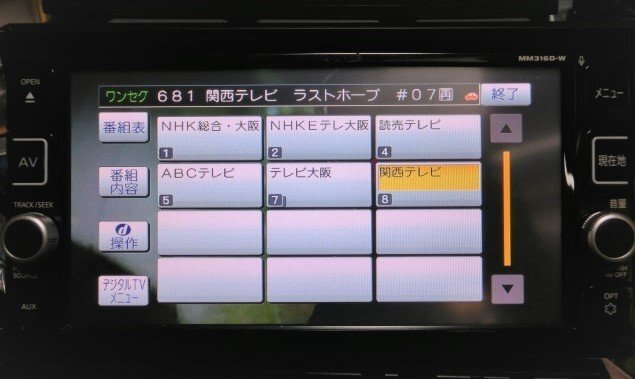 MM316D-W
OPEN
メニュー
ワンセグ 681 関西テレビ ラストホープ #07再 終了
番組表
NHK総合・大阪
NHKEテレ大阪
読売テレビ
1
2
4
AV
現在地
番組
内容
ABCテレビ
テレビ大阪
関西テレビ
5
7
8
TRACK/SEEK
音量
d
操作
SOURCE
AUX
デジタルTV
メニュー
OPT